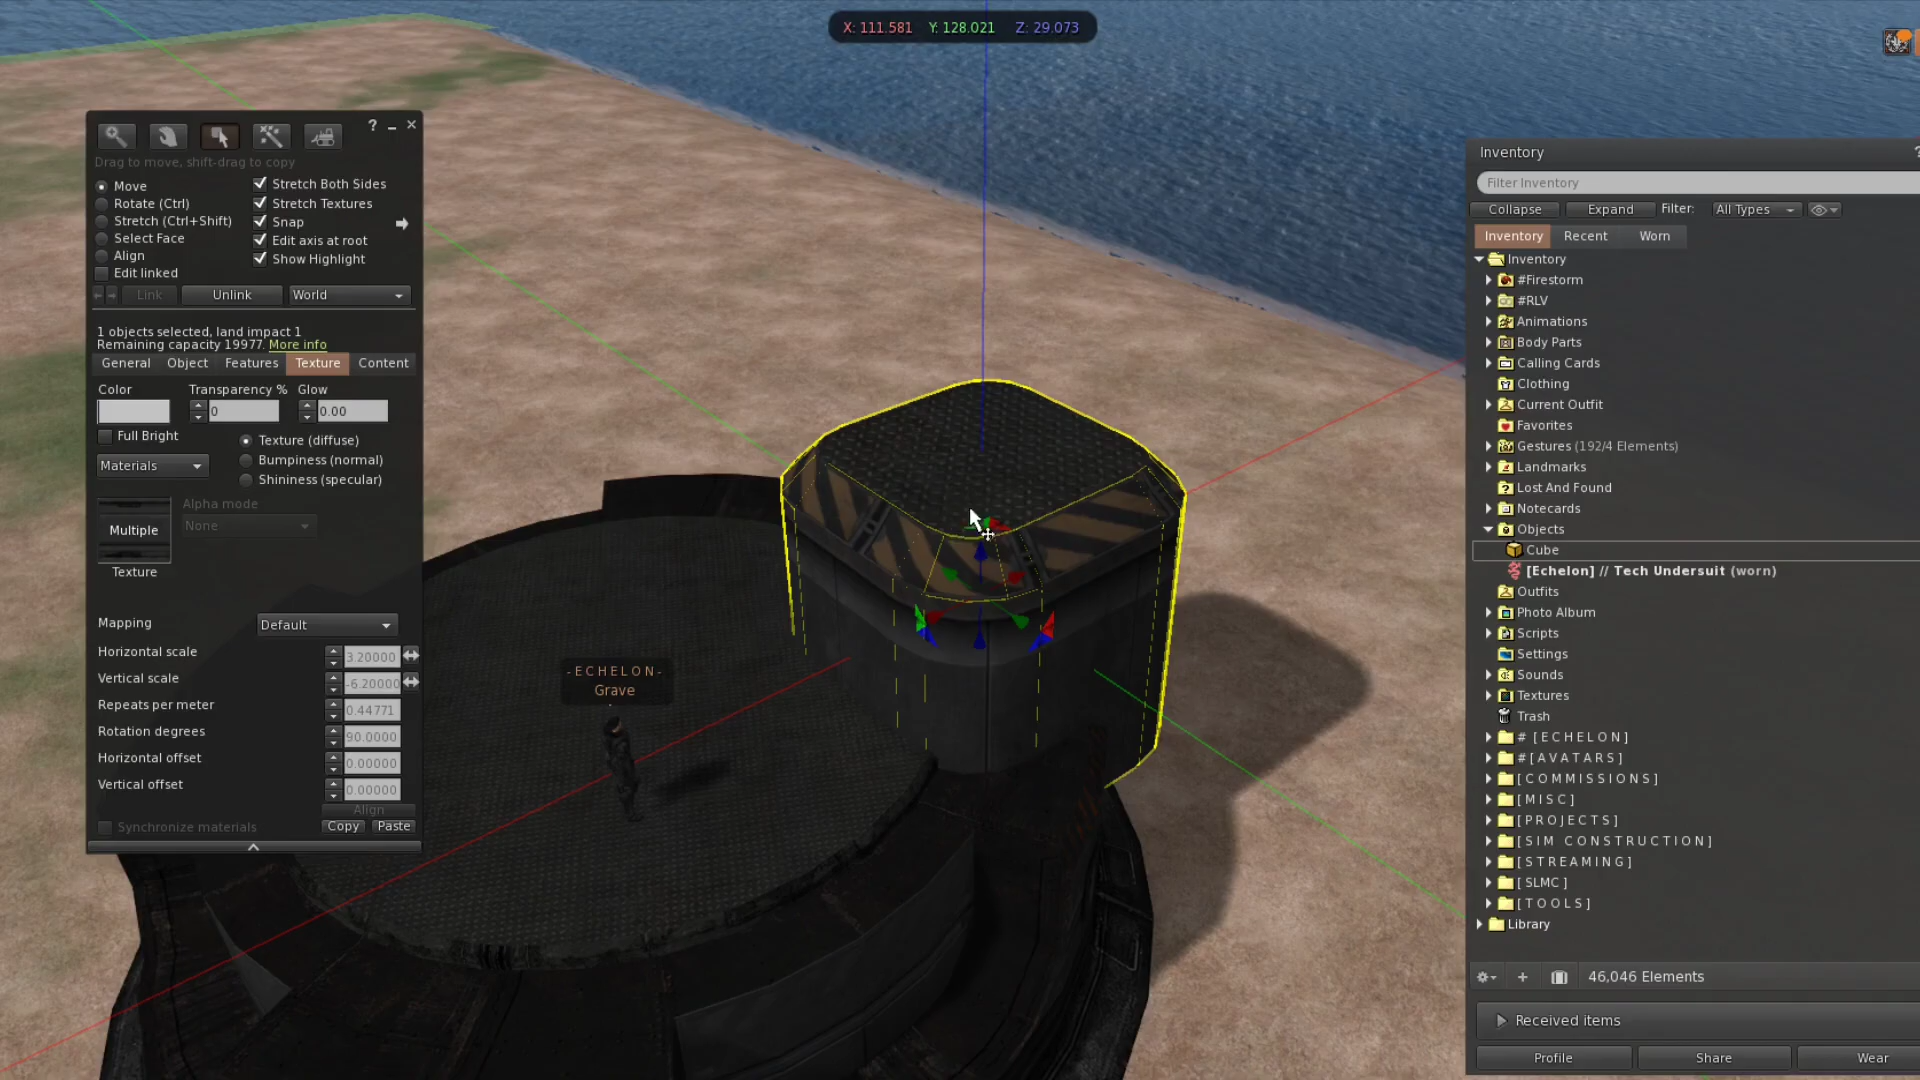 X: 111.581 Y: 128.021 Z: 29.073
?
Drag to move, shift-drag to copy
Move
Rotate (Ctrl)
Stretch (Ctrl+Shift)
Select Face
Align
Edit linked
Stretch Both Sides
Stretch Textures
Snap
Edit axis at root
Show Highlight
Link
Unlink
World
1 objects selected, land impact 1
Remaining capacity 19977. More info
General Object Features Texture Content
Color Transparency % Glow
0 0.00
Full Bright
Materials
Texture (diffuse)
Bumpiness (normal)
Shininess (specular)
Multiple
Texture
Alpha mode
None
Mapping Default
Horizontal scale 3.20000
Vertical scale -6.20000
Repeats per meter 0.44771
Rotation degrees 90.0000
Horizontal offset 0.00000
Vertical offset 0.00000
Align
Synchronize materials
Copy Paste
-ECHELON-
Grave
Inventory
?
Filter Inventory
Collapse Expand Filter: All Types
Inventory Recent Worn
Inventory
#Firestorm
#RLV
Animations
Body Parts
Calling Cards
Clothing
Current Outfit
Favorites
Gestures (192/4 Elements)
Landmarks
Lost And Found
Notecards
Objects
Cube
[Echelon] // Tech Undersuit (worn)
Outfits
Photo Album
Scripts
Settings
Sounds
Textures
Trash
# [ECHELON]
#[AVATARS]
[COMMISSIONS]
[MISC]
[PROJECTS]
[SIM CONSTRUCTION]
[STREAMING]
[SLMC]
[TOOLS]
Library
46,046 Elements
Received items
Profile Share Wear